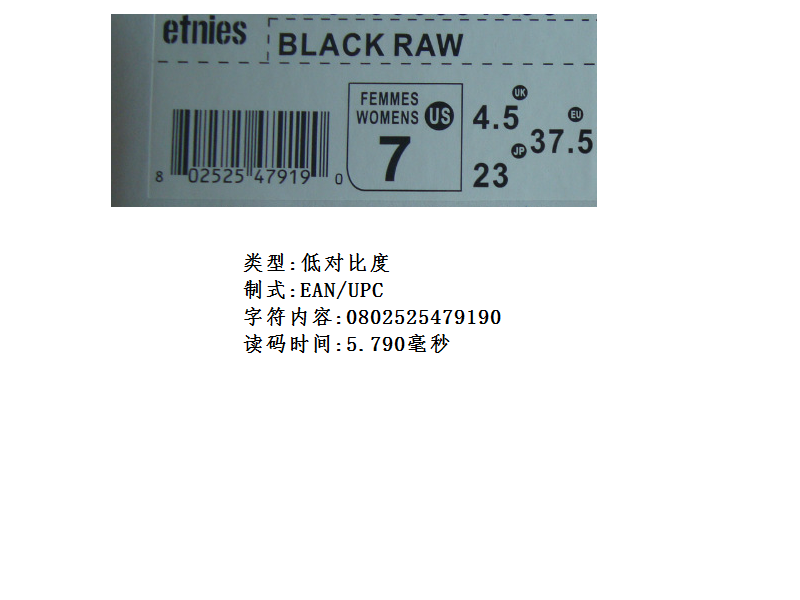 etnies
BLACK RAW
FEMMES
WOMENS US
7
UK
4.5
EU
37.5
JP
23
8 02525 47919 0
类型:低对比度
制式:EAN/UPC
字符内容:0802525479190
读码时间:5.790毫秒